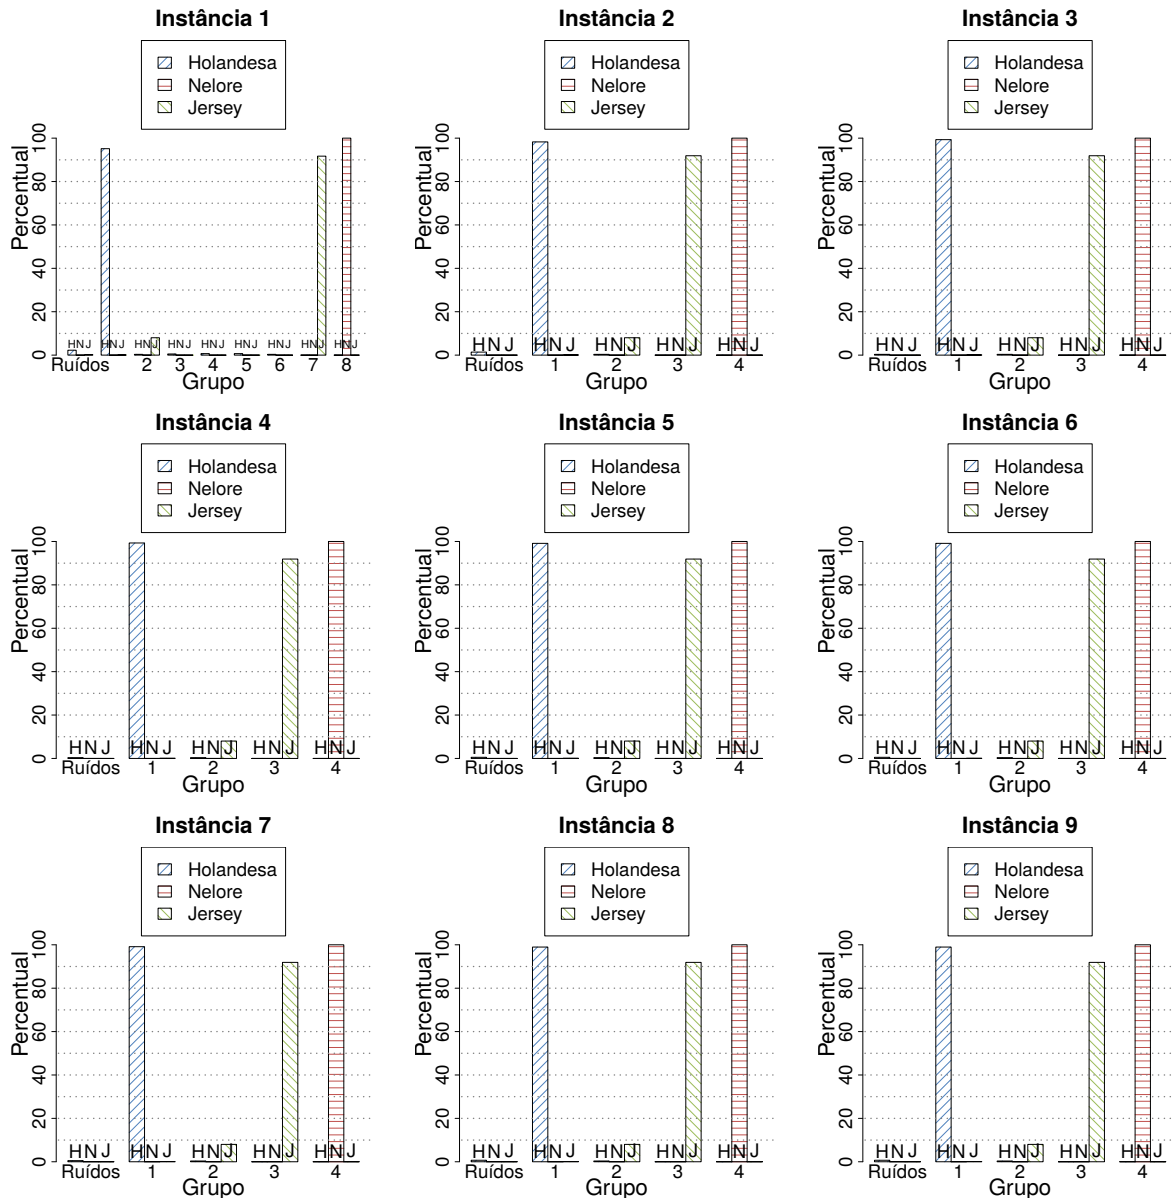 Instância 1
Holandesa
Nelore
Jersey
Percentual
0 20 40 60 80 100
HNJ HNJ HNJ HNJ HNJ HNJ HNJ HNJ HNJ
Ruídos 2 3 4 5 6 7 8
Grupo
Instância 2
Holandesa
Nelore
Jersey
Percentual
0 20 40 60 80 100
HNJ HNJ HNJ HNJ HNJ
Ruídos 1 2 3 4
Grupo
Instância 3
Holandesa
Nelore
Jersey
Percentual
0 20 40 60 80 100
HNJ HNJ HNJ HNJ HNJ
Ruídos 1 2 3 4
Grupo
Instância 4
Holandesa
Nelore
Jersey
Percentual
0 20 40 60 80 100
HNJ HNJ HNJ HNJ HNJ
Ruídos 1 2 3 4
Grupo
Instância 5
Holandesa
Nelore
Jersey
Percentual
0 20 40 60 80 100
HNJ HNJ HNJ HNJ HNJ
Ruídos 1 2 3 4
Grupo
Instância 6
Holandesa
Nelore
Jersey
Percentual
0 20 40 60 80 100
HNJ HNJ HNJ HNJ HNJ
Ruídos 1 2 3 4
Grupo
Instância 7
Holandesa
Nelore
Jersey
Percentual
0 20 40 60 80 100
HNJ HNJ HNJ HNJ HNJ
Ruídos 1 2 3 4
Grupo
Instância 8
Holandesa
Nelore
Jersey
Percentual
0 20 40 60 80 100
HNJ HNJ HNJ HNJ HNJ
Ruídos 1 2 3 4
Grupo
Instância 9
Holandesa
Nelore
Jersey
Percentual
0 20 40 60 80 100
HNJ HNJ HNJ HNJ HNJ
Ruídos 1 2 3 4
Grupo